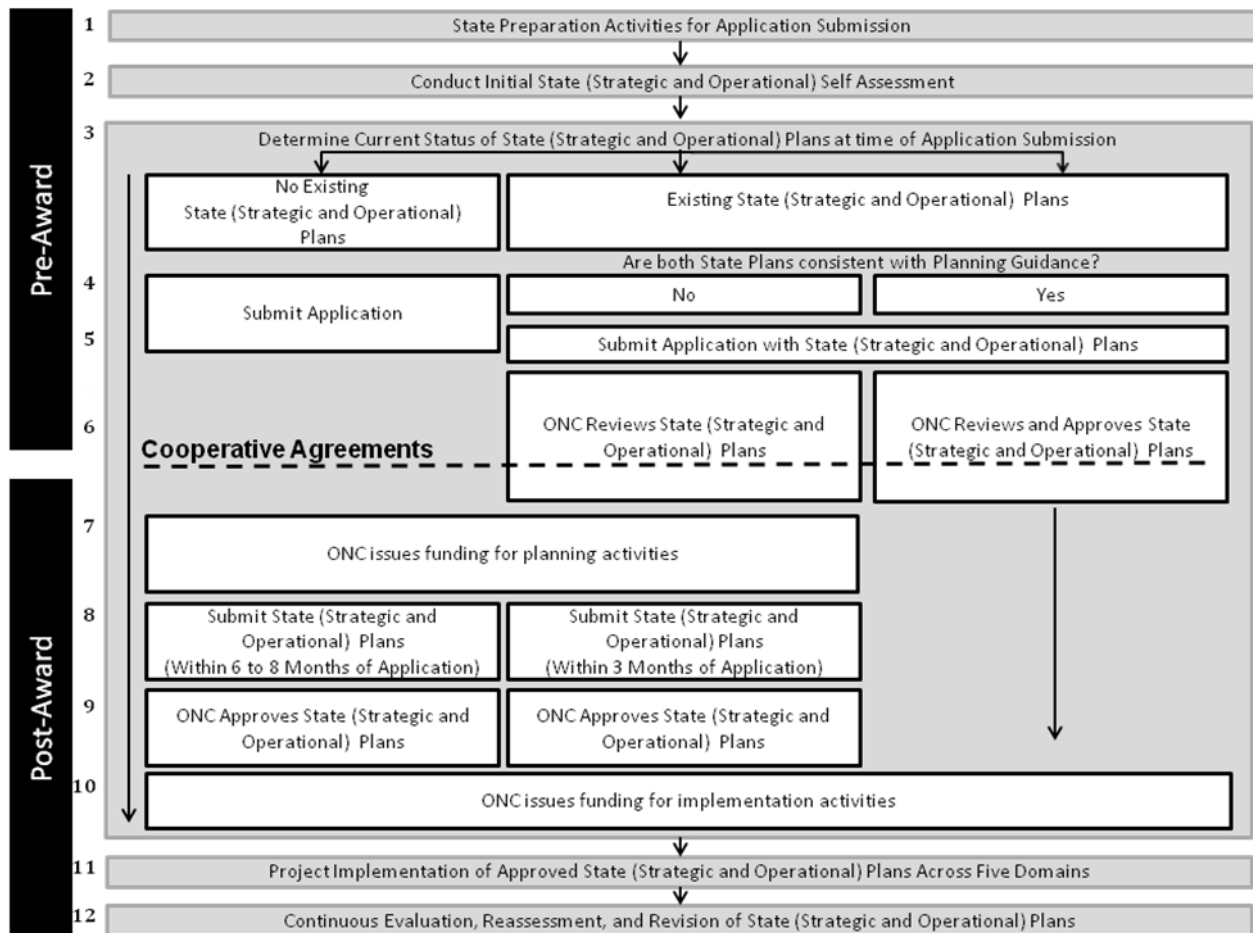 Pre-Award
1 State Preparation Activities for Application Submission
2 Conduct Initial State (Strategic and Operational) Self Assessment
3 Determine Current Status of State (Strategic and Operational) Plans at time of Application Submission
No Existing
State (Strategic and Operational)
Plans
Existing State (Strategic and Operational) Plans
Are both State Plans consistent with Planning Guidance?
4
Submit Application
No
Yes
5
Submit Application with State (Strategic and Operational) Plans
6
ONC Reviews State (Strategic and
Operational) Plans
ONC Reviews and Approves State
(Strategic and Operational) Plans
Cooperative Agreements
Post-Award
7
ONC issues funding for planning activities
8
Submit State (Strategic and
Operational) Plans
(Within 6 to 8 Months of Application)
Submit State (Strategic and
Operational) Plans
(Within 3 Months of Application)
9
ONC Approves State (Strategic and
Operational) Plans
ONC Approves State (Strategic and
Operational) Plans
10
ONC issues funding for implementation activities
11 Project Implementation of Approved State (Strategic and Operational) Plans Across Five Domains
12 Continuous Evaluation, Reassessment, and Revision of State (Strategic and Operational) Plans